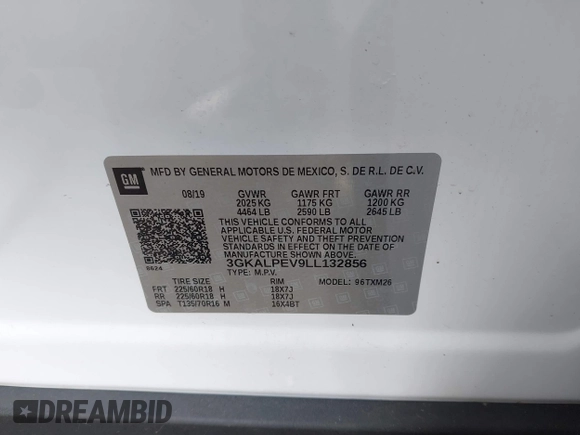 GM
MFD BY GENERAL MOTORS DE MEXICO, S. DE R.L. DE C.V.
08/19 GVWR GAWR FRT GAWR RR
2025 KG 1175 KG 1200 KG
4464 LB 2590 LB 2645 LB
THIS VEHICLE CONFORMS TO ALL
APPLICABLE U.S. FEDERAL MOTOR
VEHICLE SAFETY, BUMPER, AND THEFT
PREVENTION STANDARDS IN EFFECT ON
THE DATE OF MANUFACTURE SHOWN ABOVE.
3GKALPEV9LL132856
8624 TYPE: M.P.V.
TIRE SIZE RIM MODEL: 96TXM26
FRT 225/60R18 H 18X7J
RR 225/60R18 H 18X7J
SPA T135/70R16 M 16X4BT
DREAMBID